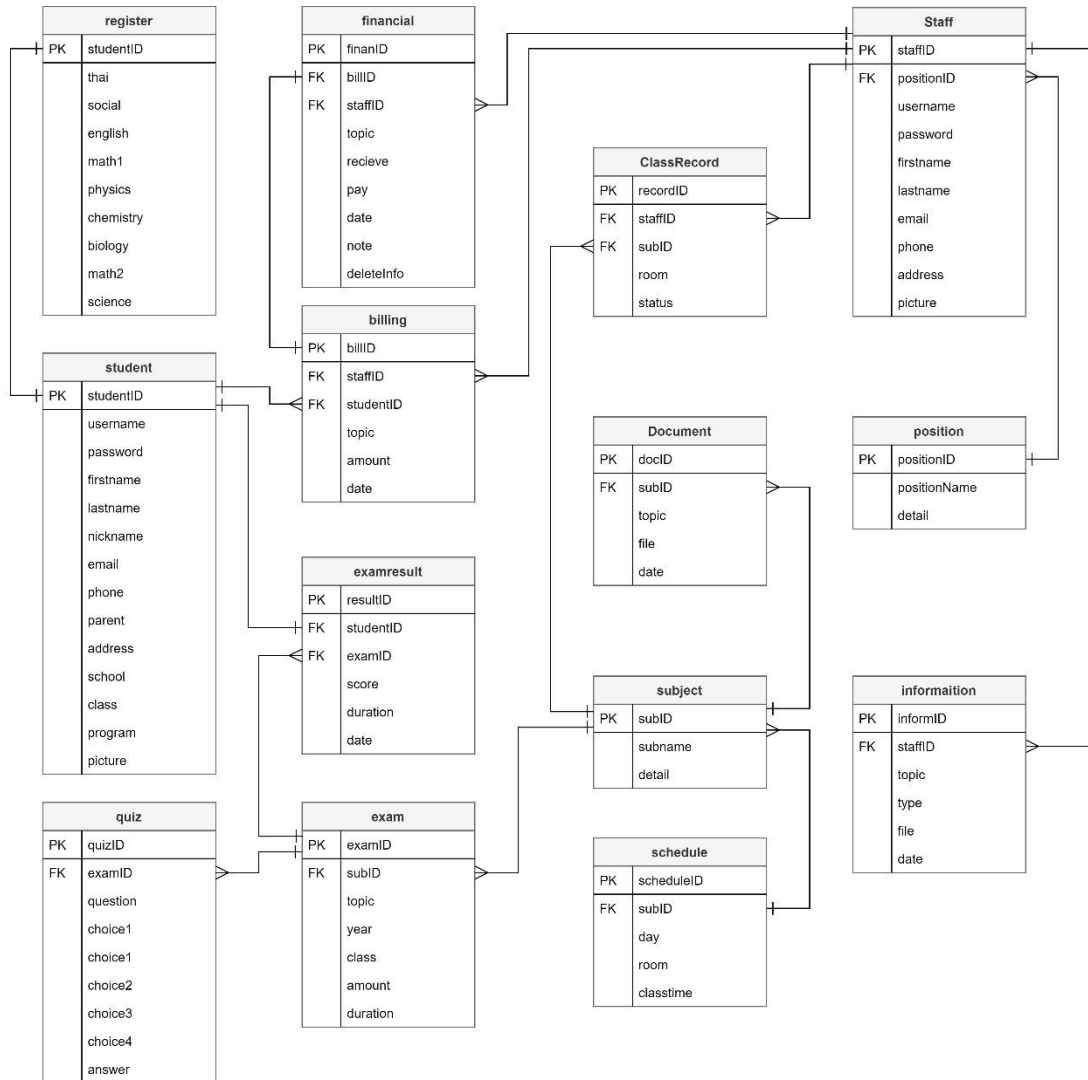 register
PK studentID
thai
social
english
math1
physics
chemistry
biology
math2
science
student
PK studentID
username
password
firstname
lastname
nickname
email
phone
parent
address
school
class
program
picture
quiz
PK quizID
FK examID
question
choice1
choice1
choice2
choice3
choice4
answer
financial
PK finanID
FK billID
FK staffID
topic
recieve
pay
date
note
deleteInfo
billing
PK billID
FK staffID
FK studentID
topic
amount
date
examresult
PK resultID
FK studentID
FK examID
score
duration
date
exam
PK examID
FK subID
topic
year
class
amount
duration
ClassRecord
PK recordID
FK staffID
FK subID
room
status
Document
PK docID
FK subID
topic
file
date
subject
PK subID
subname
detail
schedule
PK scheduleID
FK subID
day
room
classtime
Staff
PK staffID
FK positionID
username
password
firstname
lastname
email
phone
address
picture
position
PK positionID
positionName
detail
informaition
PK informID
FK staffID
topic
type
file
date